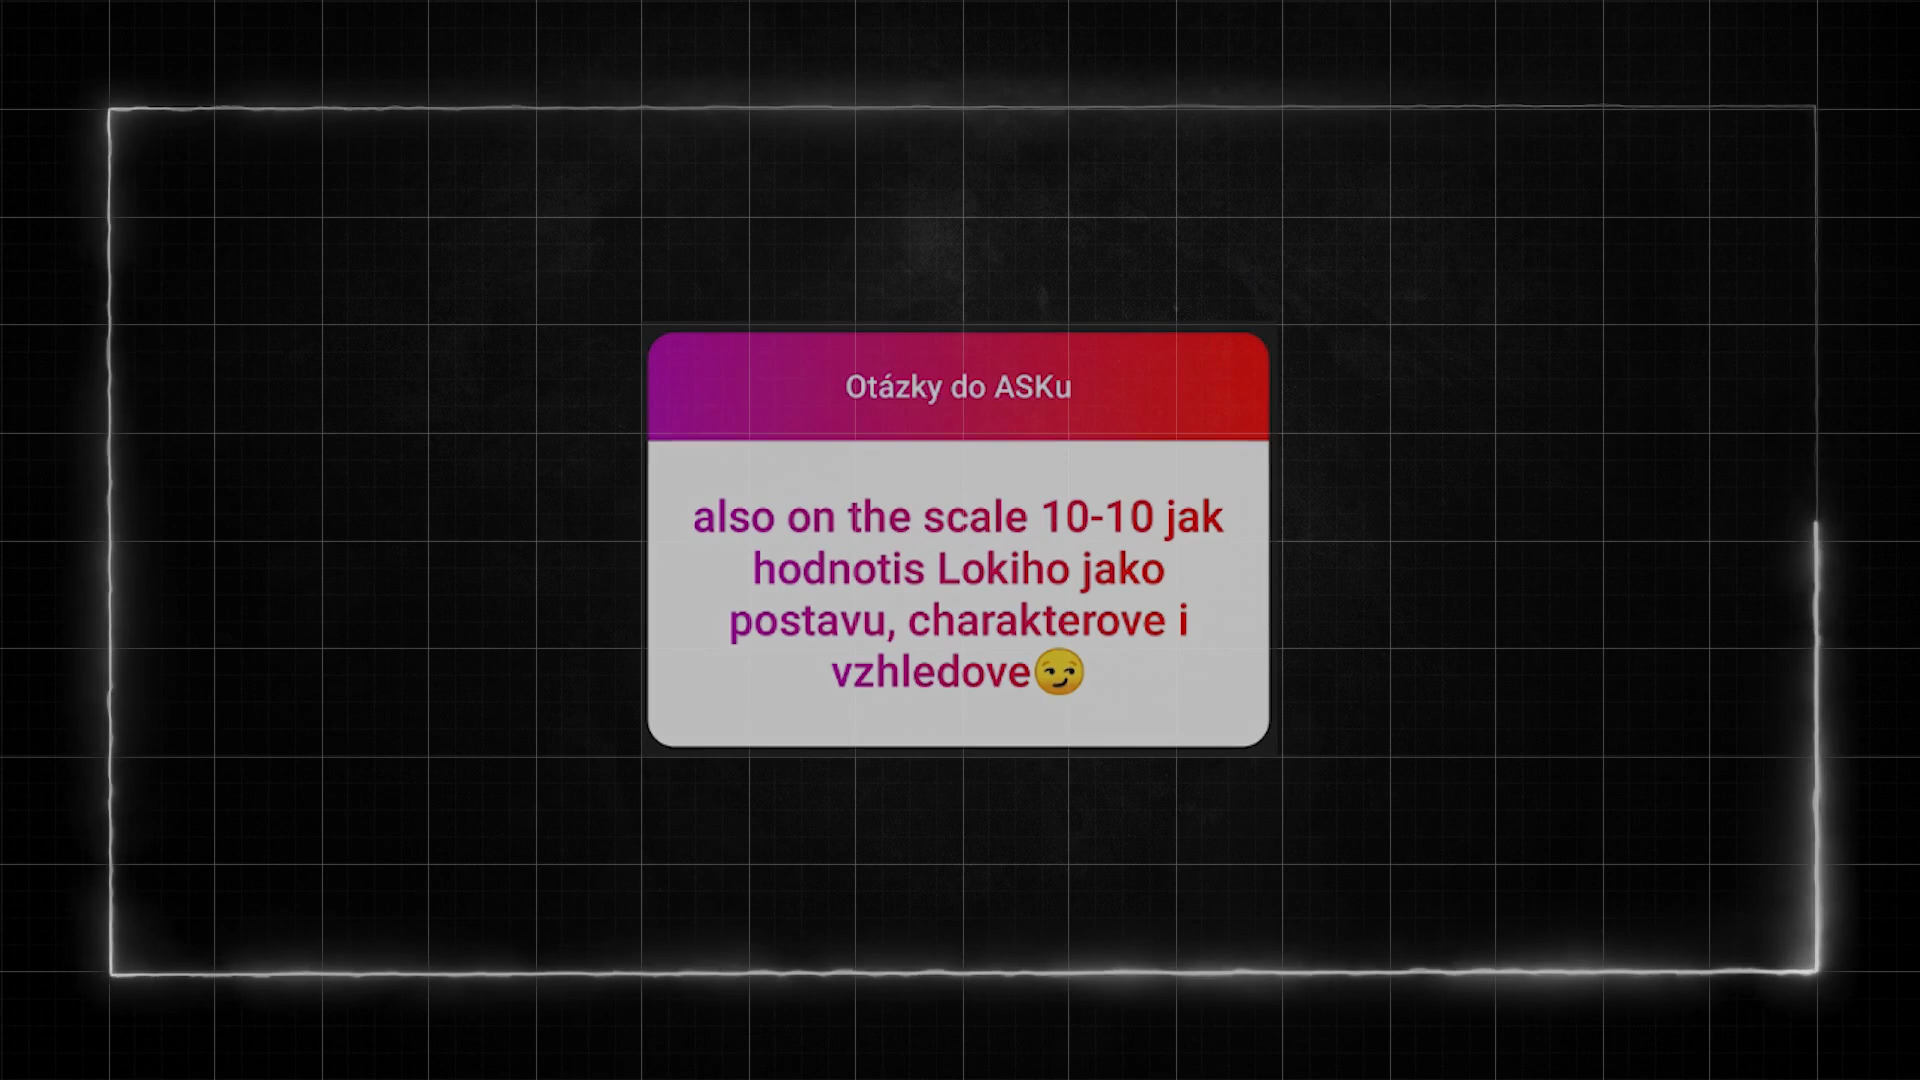 Otázky do ASKu
also on the scale 10-10 jak
hodnotis Lokiho jako
postavu, charakterove i
vzhledove😏